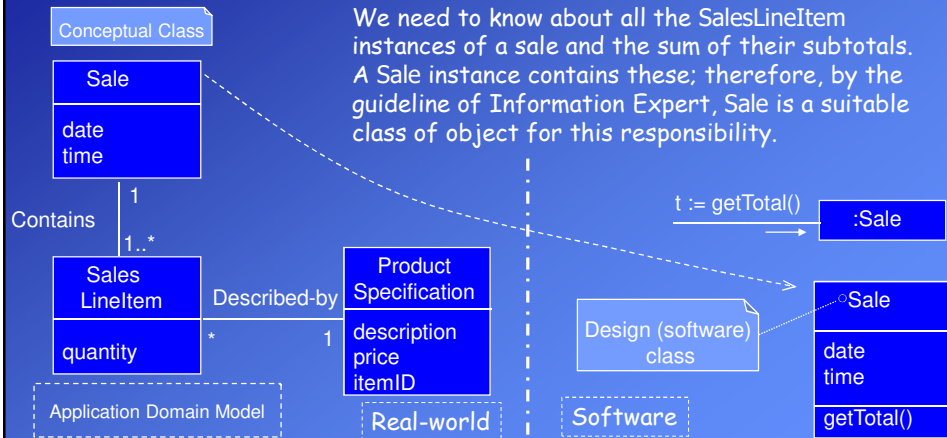 Conceptual Class
We need to know about all the SalesLineItem
instances of a sale and the sum of their subtotals.
A Sale instance contains these; therefore, by the
guideline of Information Expert, Sale is a suitable
class of object for this responsibility.
Sale
date
time
1
Contains
1..*
Sales
LineItem
quantity
Described-by
*
1
Product
Specification
description
price
itemID
Application Domain Model
Real-world
t := getTotal()
:Sale
Design (software)
class
Sale
date
time
getTotal()
Software